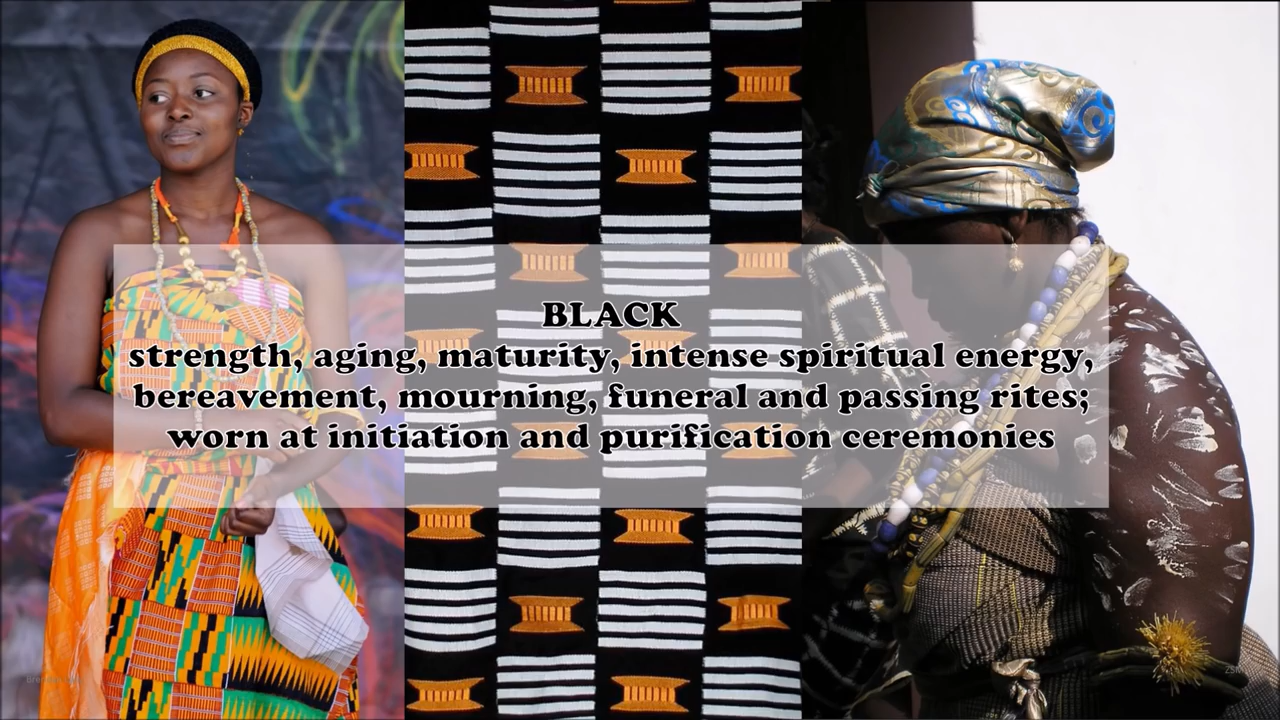 BLACK
strength, aging, maturity, intense spiritual energy,
bereavement, mourning, funeral and passing rites;
worn at initiation and purification ceremonies